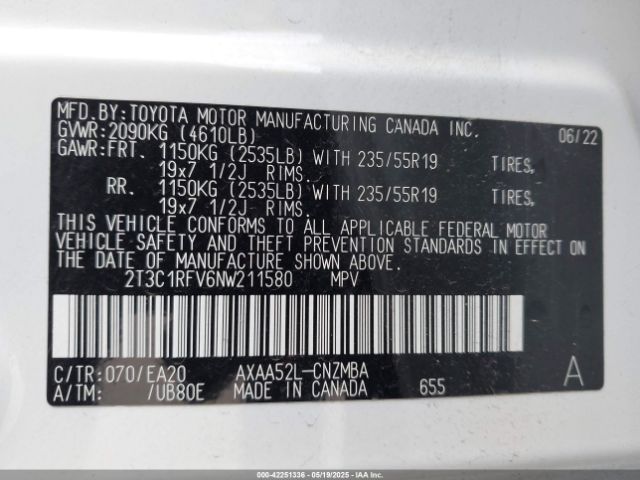 MFD.BY:TOYOTA MOTOR MANUFACTURING CANADA INC. 06/22
GVWR:2090KG (4610LB)
GAWR:FRT. 1150KG (2535LB) WITH 235/55R19 TIRES,
19x7 1/2J RIMS.
RR. 1150KG (2535LB) WITH 235/55R19 TIRES,
19x7 1/2J RIMS.
THIS VEHICLE CONFORMS TO ALL APPLICABLE FEDERAL MOTOR
VEHICLE SAFETY AND THEFT PREVENTION STANDARDS IN EFFECT ON
THE DATE OF MANUFACTURE SHOWN ABOVE.
2T3C1RFV6NW211580 MPV
C/TR:070/EA20 AXAA52L-CNZMBA A
A/TM: /UB80E MADE IN CANADA 655
000-42251336 - 05/19/2025 - IAAI.COM